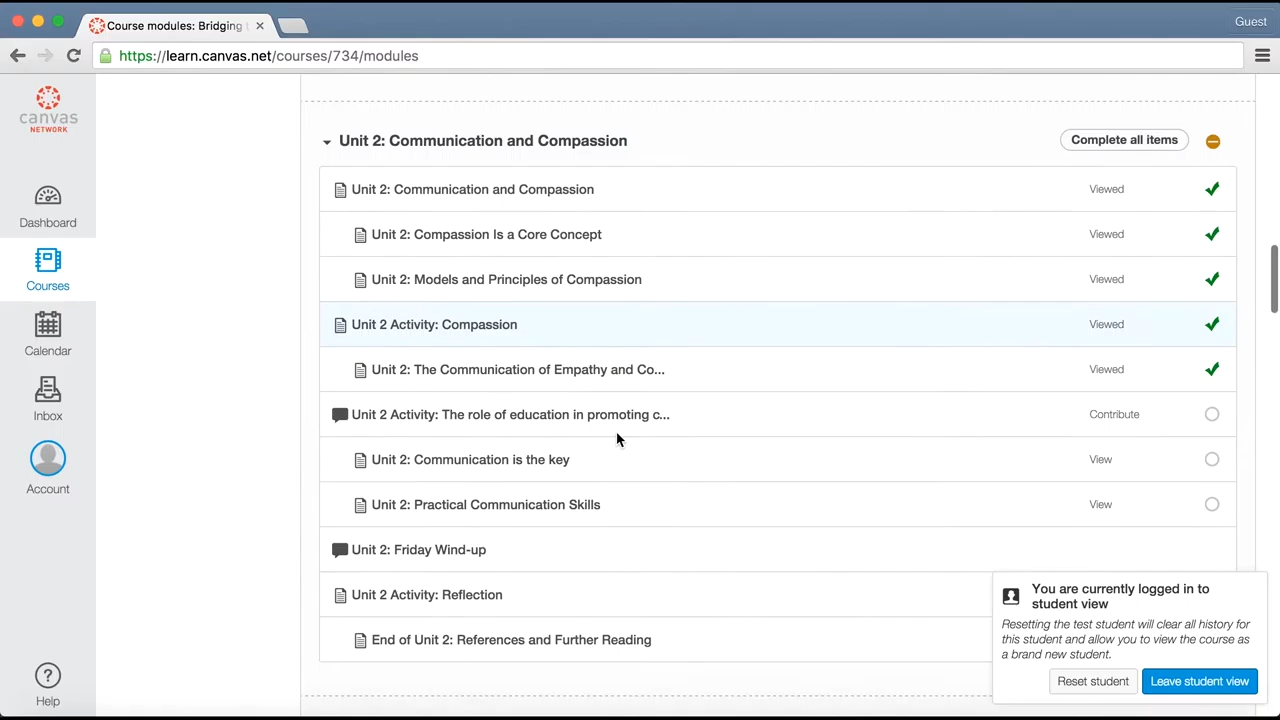 Course modules: Bridging
Guest
https://learn.canvas.net/courses/734/modules
canvas
NETWORK
Dashboard
Courses
Calendar
Inbox
Account
Help
Unit 2: Communication and Compassion
Complete all items
Unit 2: Communication and Compassion Viewed
Unit 2: Compassion Is a Core Concept Viewed
Unit 2: Models and Principles of Compassion Viewed
Unit 2 Activity: Compassion Viewed
Unit 2: The Communication of Empathy and Co... Viewed
Unit 2 Activity: The role of education in promoting c... Contribute
Unit 2: Communication is the key View
Unit 2: Practical Communication Skills View
Unit 2: Friday Wind-up
Unit 2 Activity: Reflection
End of Unit 2: References and Further Reading
You are currently logged in to
student view
Resetting the test student will clear all history for
this student and allow you to view the course as
a brand new student.
Reset student
Leave student view